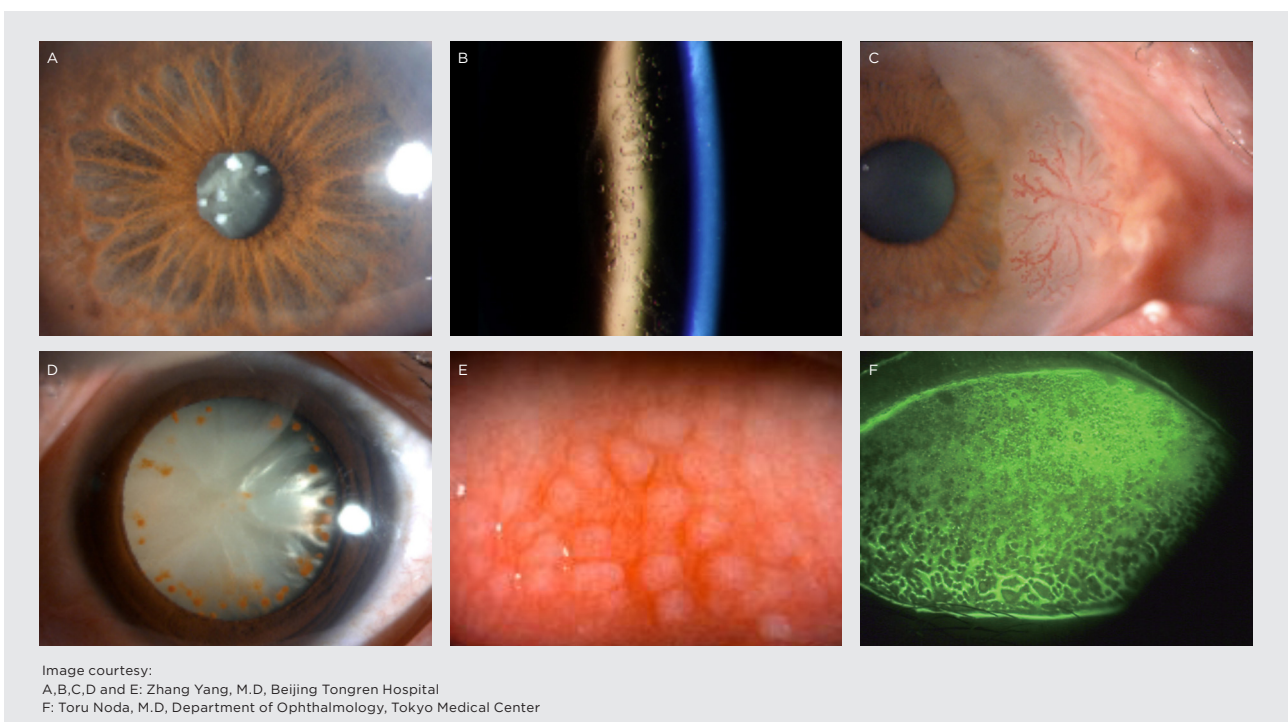 A
B
C
D
E
F
Image courtesy:
A,B,C,D and E: Zhang Yang, M.D, Beijing Tongren Hospital
F: Toru Noda, M.D, Department of Ophthalmology, Tokyo Medical Center